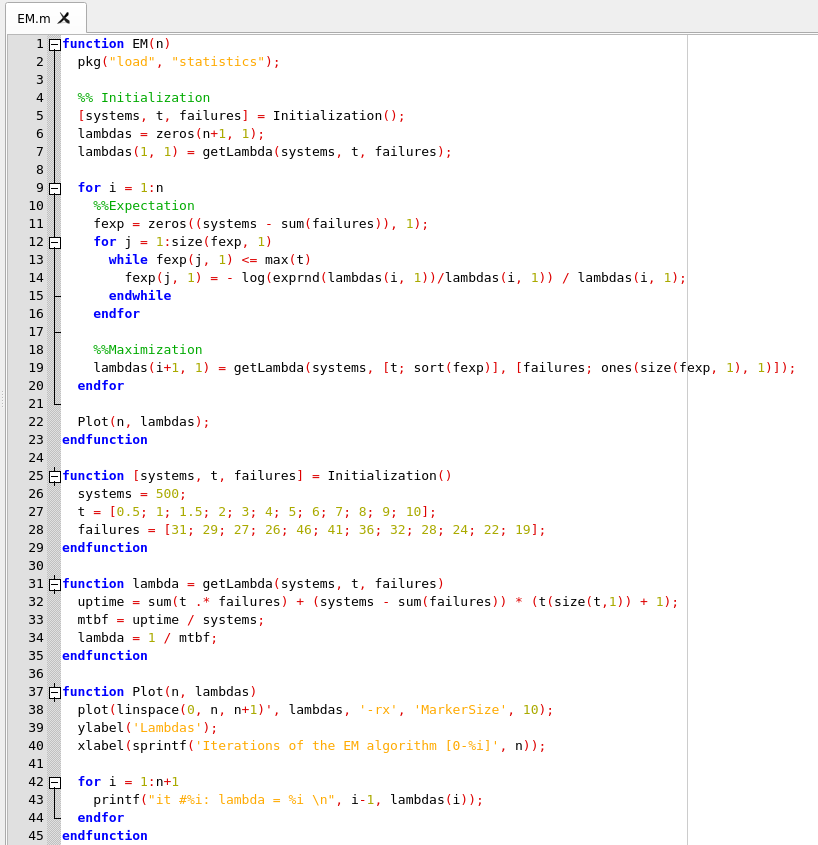 EM.m
1 function EM(n)
2 pkg("load", "statistics");
3
4 %% Initialization
5 [systems, t, failures] = Initialization();
6 lambdas = zeros(n+1, 1);
7 lambdas(1, 1) = getLambda(systems, t, failures);
8
9 for i = 1:n
10 %%Expectation
11 fexp = zeros((systems - sum(failures)), 1);
12 for j = 1:size(fexp, 1)
13 while fexp(j, 1) <= max(t)
14 fexp(j, 1) = - log(exprnd(lambdas(i, 1))/lambdas(i, 1)) / lambdas(i, 1);
15 endwhile
16 endfor
17
18 %%Maximization
19 lambdas(i+1, 1) = getLambda(systems, [t; sort(fexp)], [failures; ones(size(fexp, 1), 1)]);
20 endfor
21
22 Plot(n, lambdas);
23 endfunction
24
25 function [systems, t, failures] = Initialization()
26 systems = 500;
27 t = [0.5; 1; 1.5; 2; 3; 4; 5; 6; 7; 8; 9; 10];
28 failures = [31; 29; 27; 26; 46; 41; 36; 32; 28; 24; 22; 19];
29 endfunction
30
31 function lambda = getLambda(systems, t, failures)
32 uptime = sum(t .* failures) + (systems - sum(failures)) * (t(size(t,1)) + 1);
33 mtbf = uptime / systems;
34 lambda = 1 / mtbf;
35 endfunction
36
37 function Plot(n, lambdas)
38 plot(linspace(0, n, n+1)', lambdas, '-rx', 'MarkerSize', 10);
39 ylabel('Lambdas');
40 xlabel(sprintf('Iterations of the EM algorithm [0-%i]', n));
41
42 for i = 1:n+1
43 printf("it #%i: lambda = %i \n", i-1, lambdas(i));
44 endfor
45 endfunction